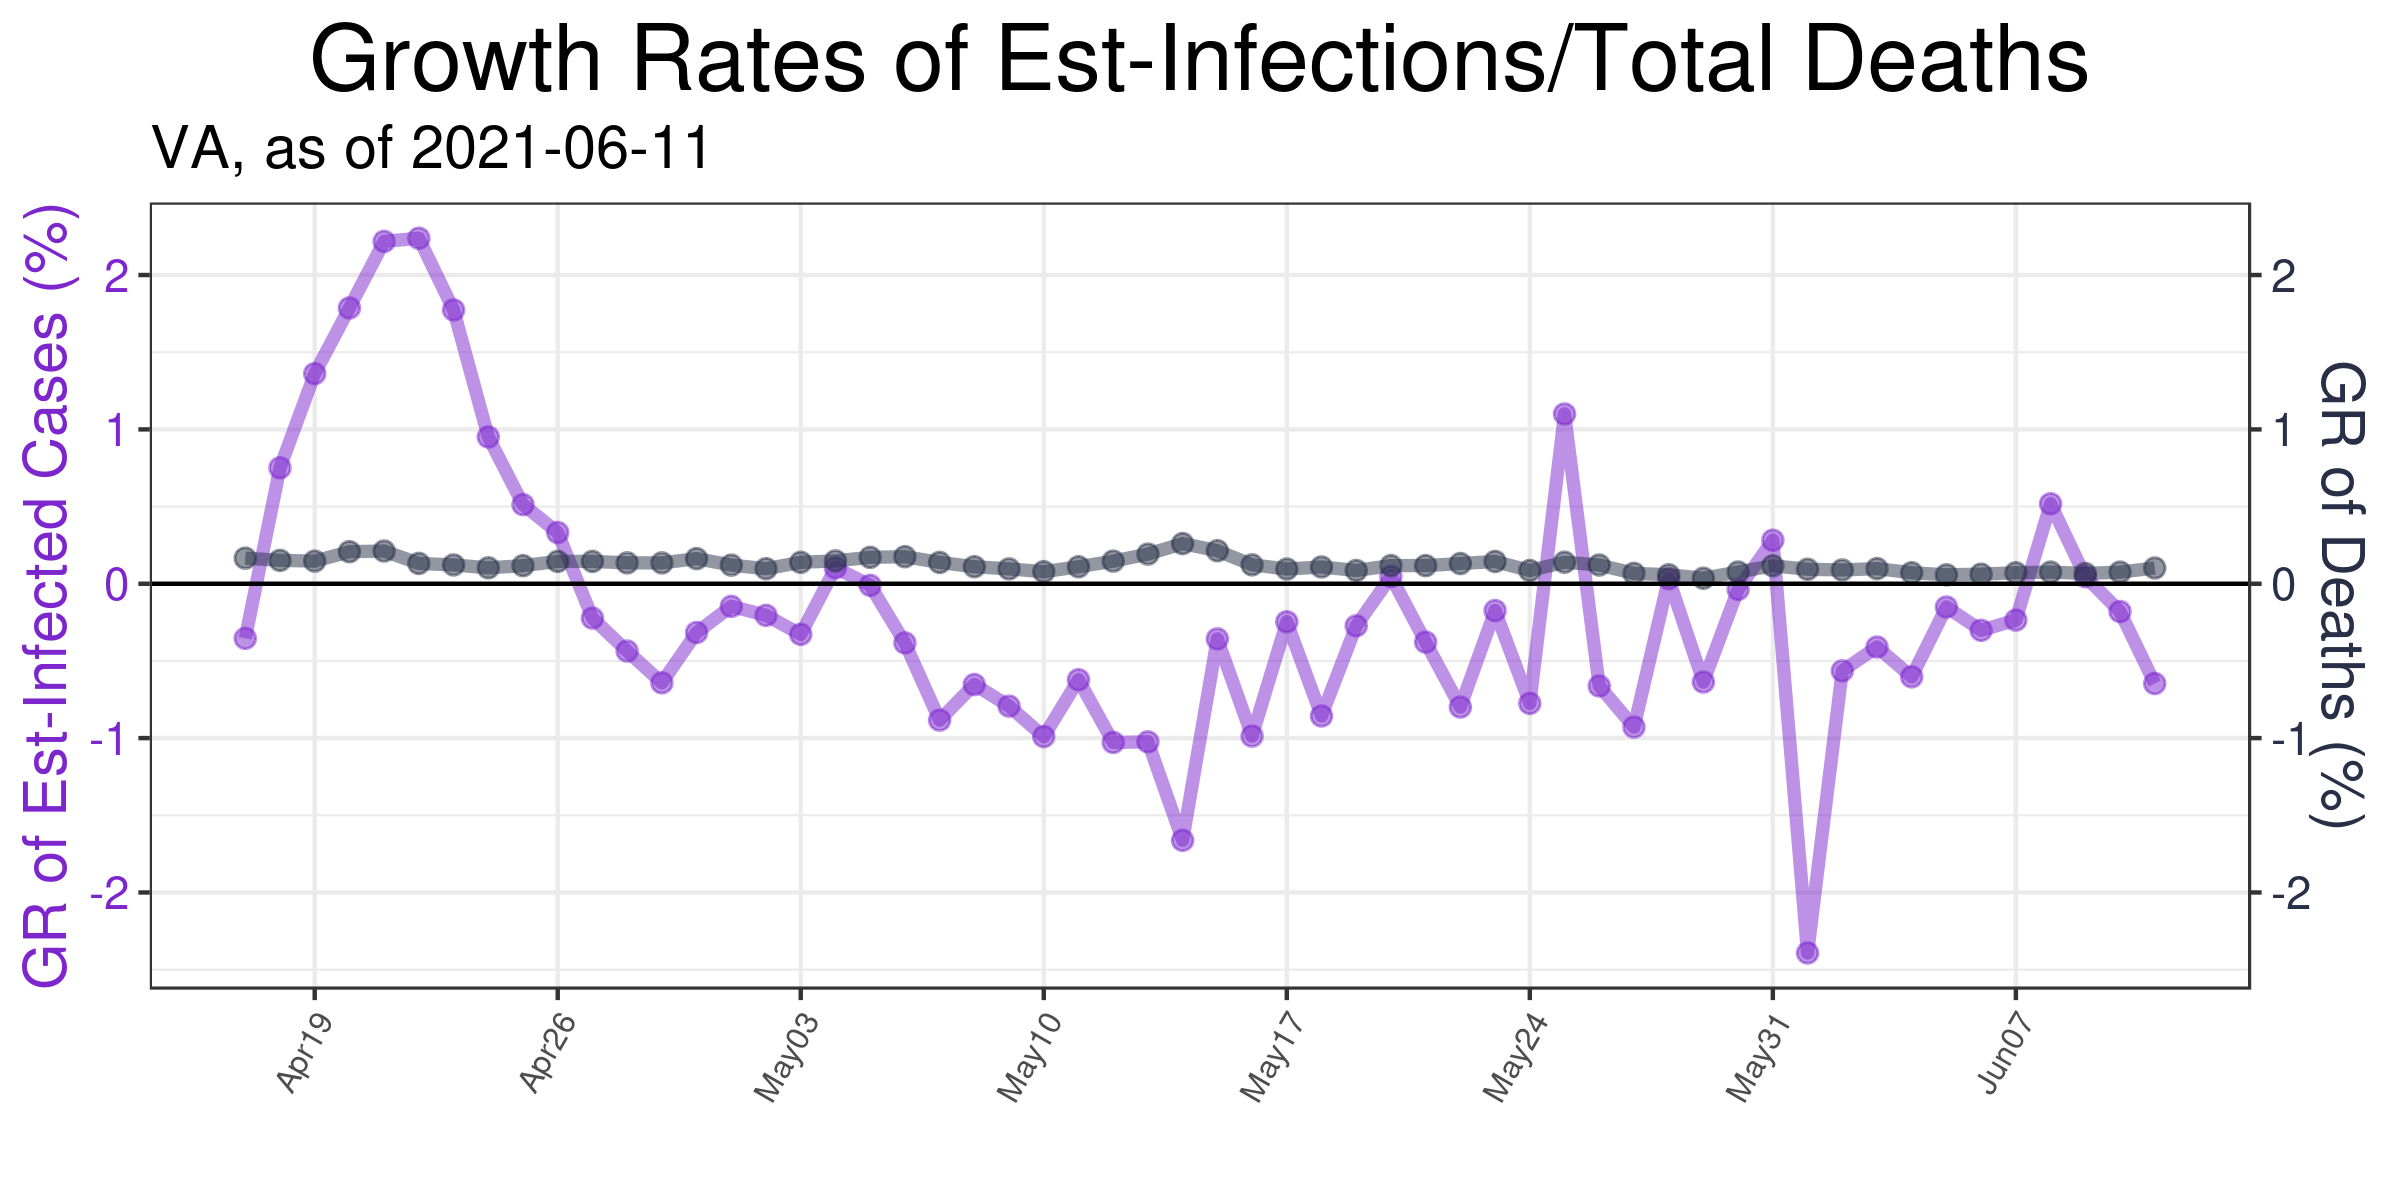 Growth Rates of Est-Infections/Total Deaths
VA, as of 2021-06-11
GR of Est-Infected Cases (%)
2
1
0
-1
-2
2
1
0
-1
-2
GR of Deaths (%)
Apr19
Apr26
May03
May10
May17
May24
May31
Jun07